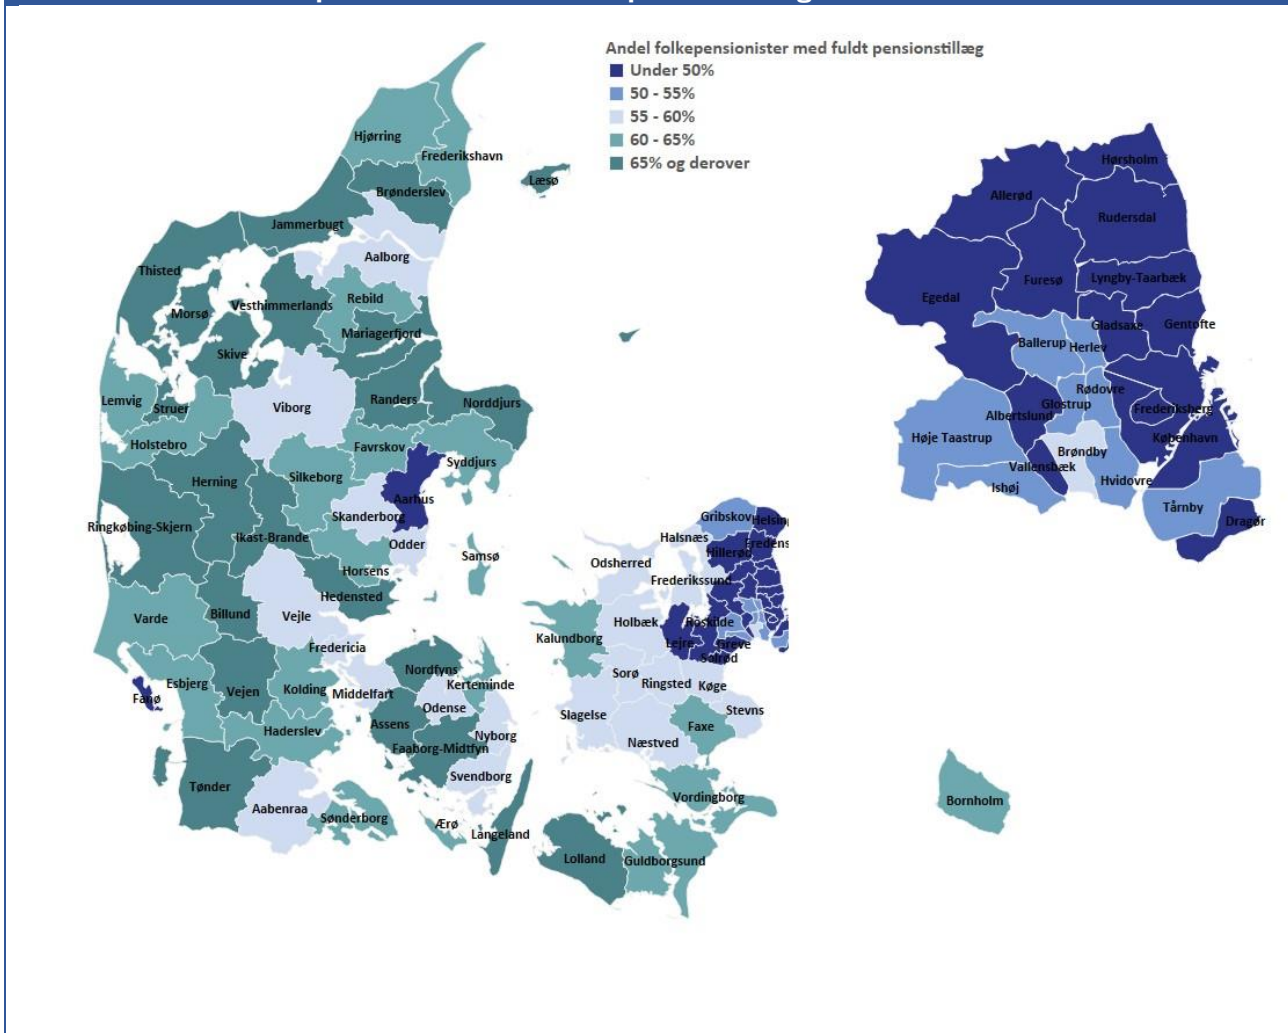 Andel folkepensionister med fuldt pensionstillæg
Under 50%
50 - 55%
55 - 60%
60 - 65%
65% og derover
Hjørring
Frederikshavn
Læsø
Brønderslev
Jammerbugt
Aalborg
Thisted
Rebild
Vesthimmerlands
Morsø
Mariagerfjord
Skive
Lemvig
Struer
Viborg
Randers
Norddjurs
Holstebro
Favrskov
Syddjurs
Silkeborg
Herning
Aarhus
Skanderborg
Ringkøbing-Skjern
Ikast-Brande
Odder
Samsø
Horsens
Hedensted
Varde
Billund
Vejle
Fredericia
Esbjerg
Vejen
Kolding
Fanø
Middelfart
Nordfyns
Kerteminde
Odense
Assens
Nyborg
Haderslev
Faaborg-Midtfyn
Svendborg
Tønder
Aabenraa
Sønderborg
Ærø
Langeland
Gribskov
Helsing
Halsnæs
Fredens
Hillerød
Odsherred
Frederikssund
Holbæk
Roskilde
Kalundborg
Lejre
Greve
Solrød
Sorø
Ringsted
Køge
Slagelse
Stevns
Faxe
Næstved
Vordingborg
Lolland
Guldborgsund
Hørsholm
Allerød
Rudersdal
Furesø
Lyngby-Taarbæk
Egedal
Gladsaxe
Gentofte
Ballerup
Herlev
Rødovre
Glostrup
Frederiksberg
Albertslund
Høje Taastrup
København
Brøndby
Vallensbæk
Hvidovre
Ishøj
Tårnby
Dragør
Bornholm